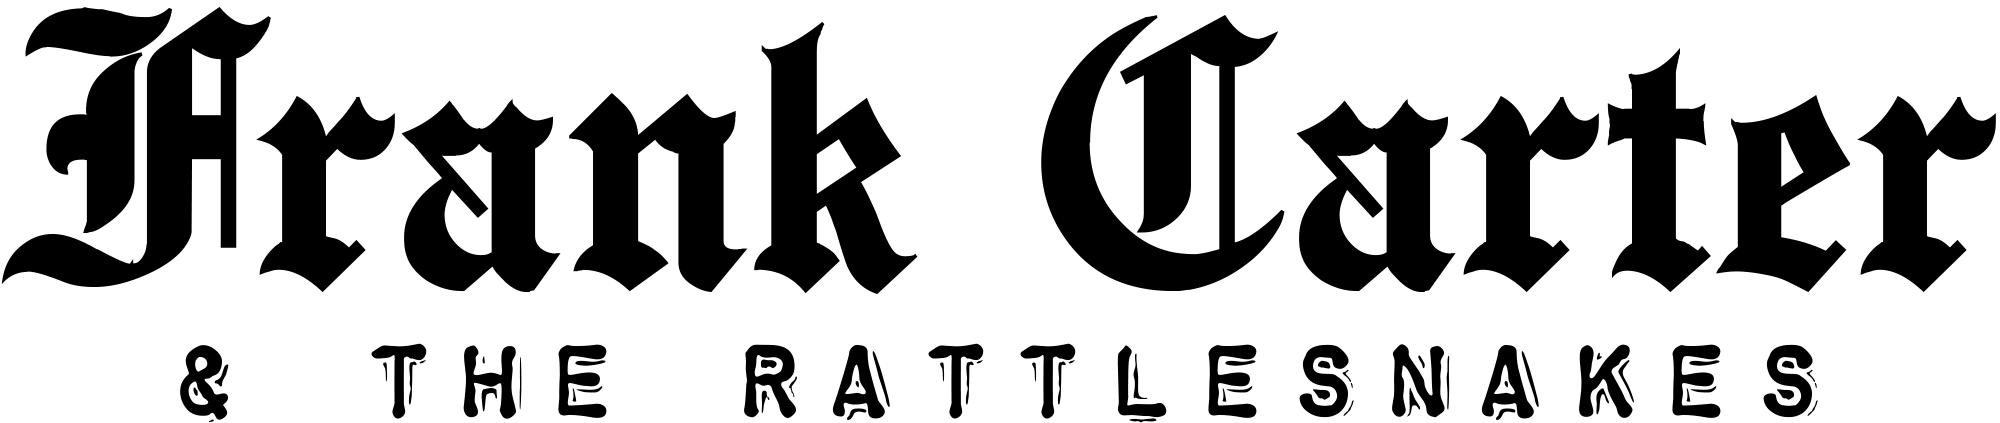 Frank Carter
& THE RATTLESNAKES